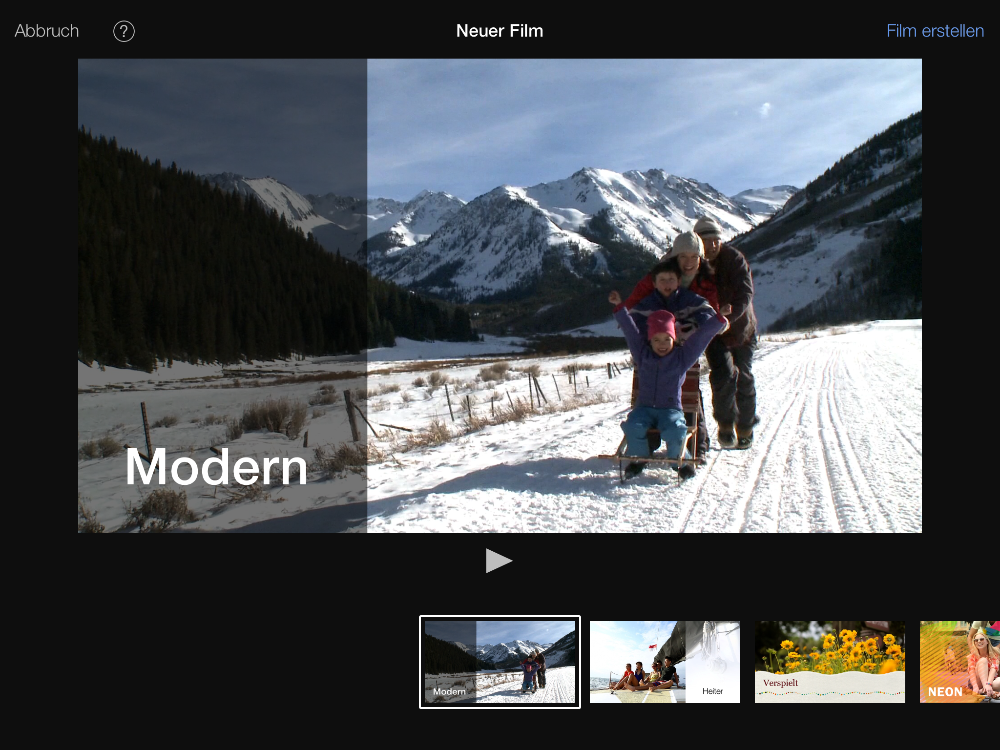 Abbruch
?
Neuer Film
Film erstellen
Modern
Modern
Heiter
Verspielt
NEON